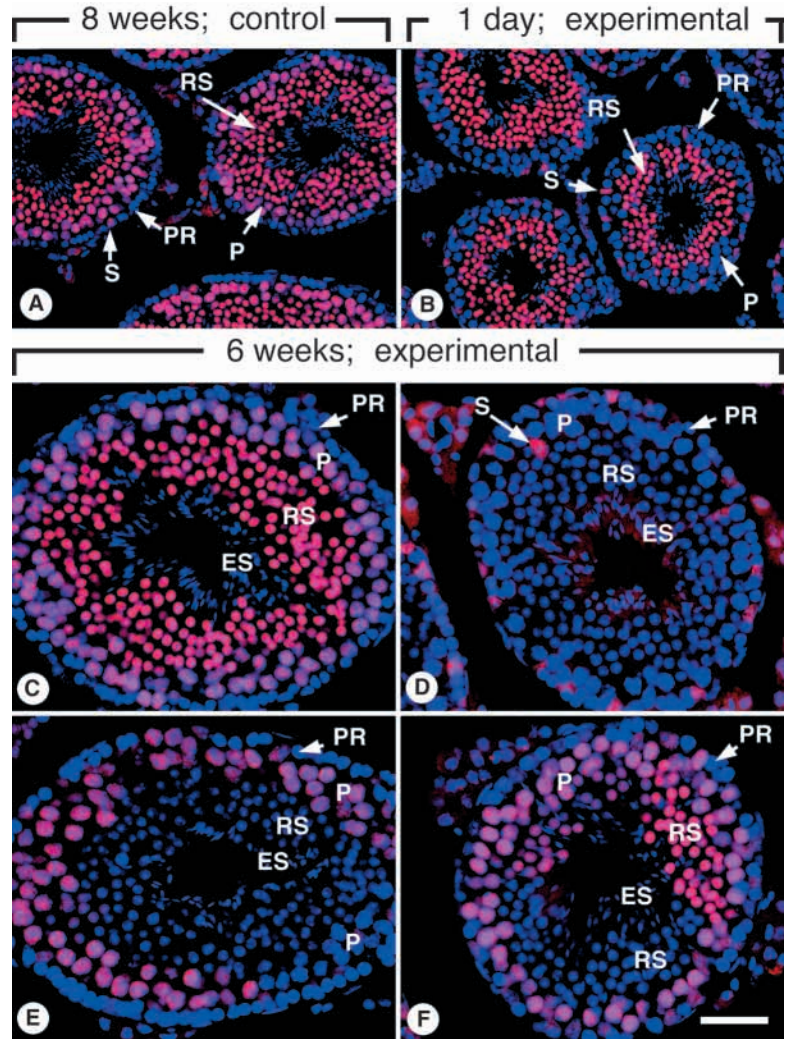 8 weeks; control
1 day; experimental
RS
S
PR
P
A
PR
RS
S
P
B
6 weeks; experimental
PR
P
RS
ES
C
S
P
PR
RS
ES
D
PR
P
RS
ES
P
E
PR
P
RS
ES
RS
F